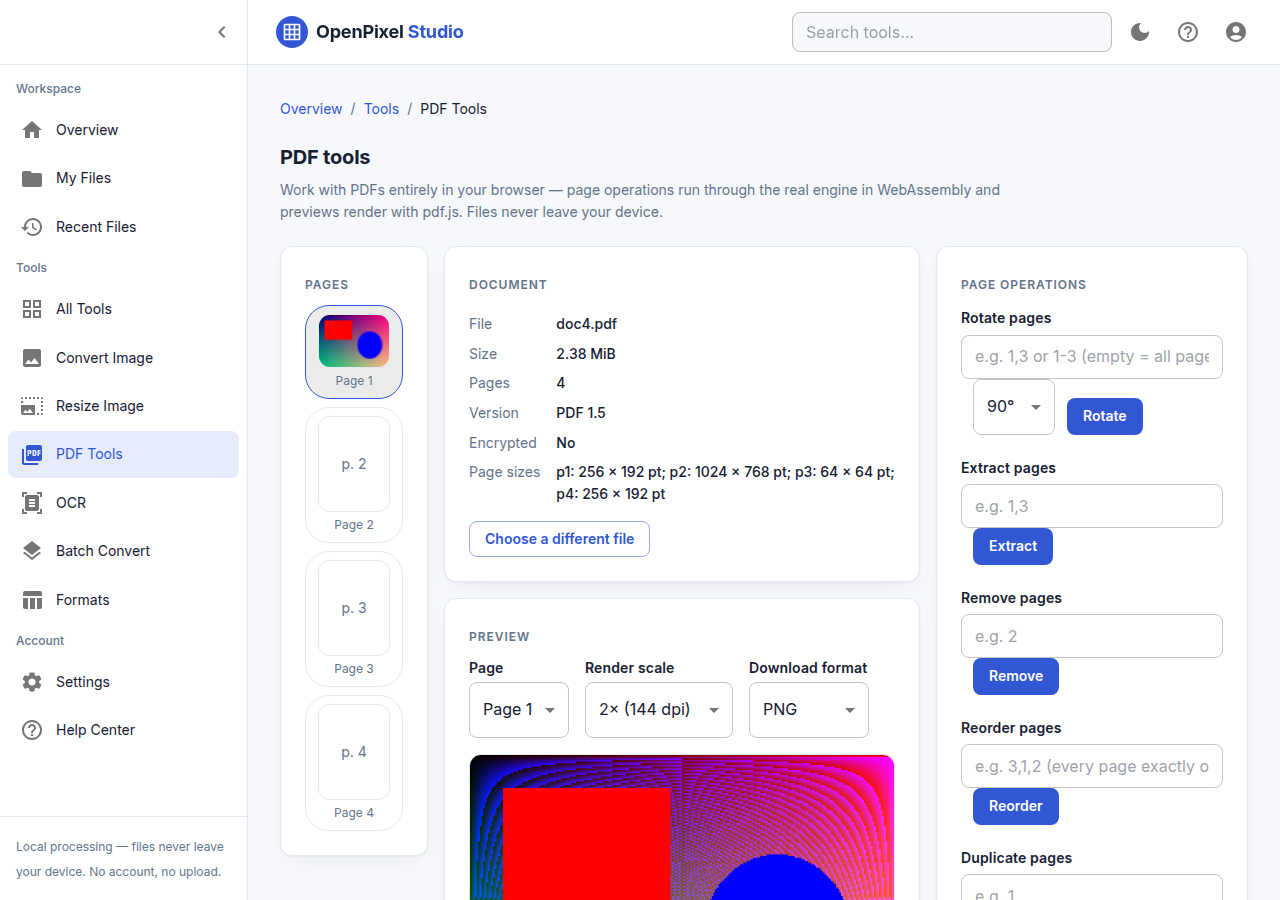 OpenPixel Studio
Search tools...
Workspace
Overview
My Files
Recent Files
Tools
All Tools
Convert Image
Resize Image
PDF Tools
OCR
Batch Convert
Formats
Account
Settings
Help Center
Local processing — files never leave
your device. No account, no upload.
Overview / Tools / PDF Tools
PDF tools
Work with PDFs entirely in your browser — page operations run through the real engine in WebAssembly and
previews render with pdf.js. Files never leave your device.
PAGES
Page 1
p. 2
Page 2
p. 3
Page 3
p. 4
Page 4
DOCUMENT
File doc4.pdf
Size 2.38 MiB
Pages 4
Version PDF 1.5
Encrypted No
Page sizes p1: 256 × 192 pt; p2: 1024 × 768 pt; p3: 64 × 64 pt;
p4: 256 × 192 pt
Choose a different file
PREVIEW
Page Render scale Download format
Page 1 2× (144 dpi) PNG
PAGE OPERATIONS
Rotate pages
e.g. 1,3 or 1-3 (empty = all page
90° Rotate
Extract pages
e.g. 1,3
Extract
Remove pages
e.g. 2
Remove
Reorder pages
e.g. 3,1,2 (every page exactly o
Reorder
Duplicate pages
e.g. 1